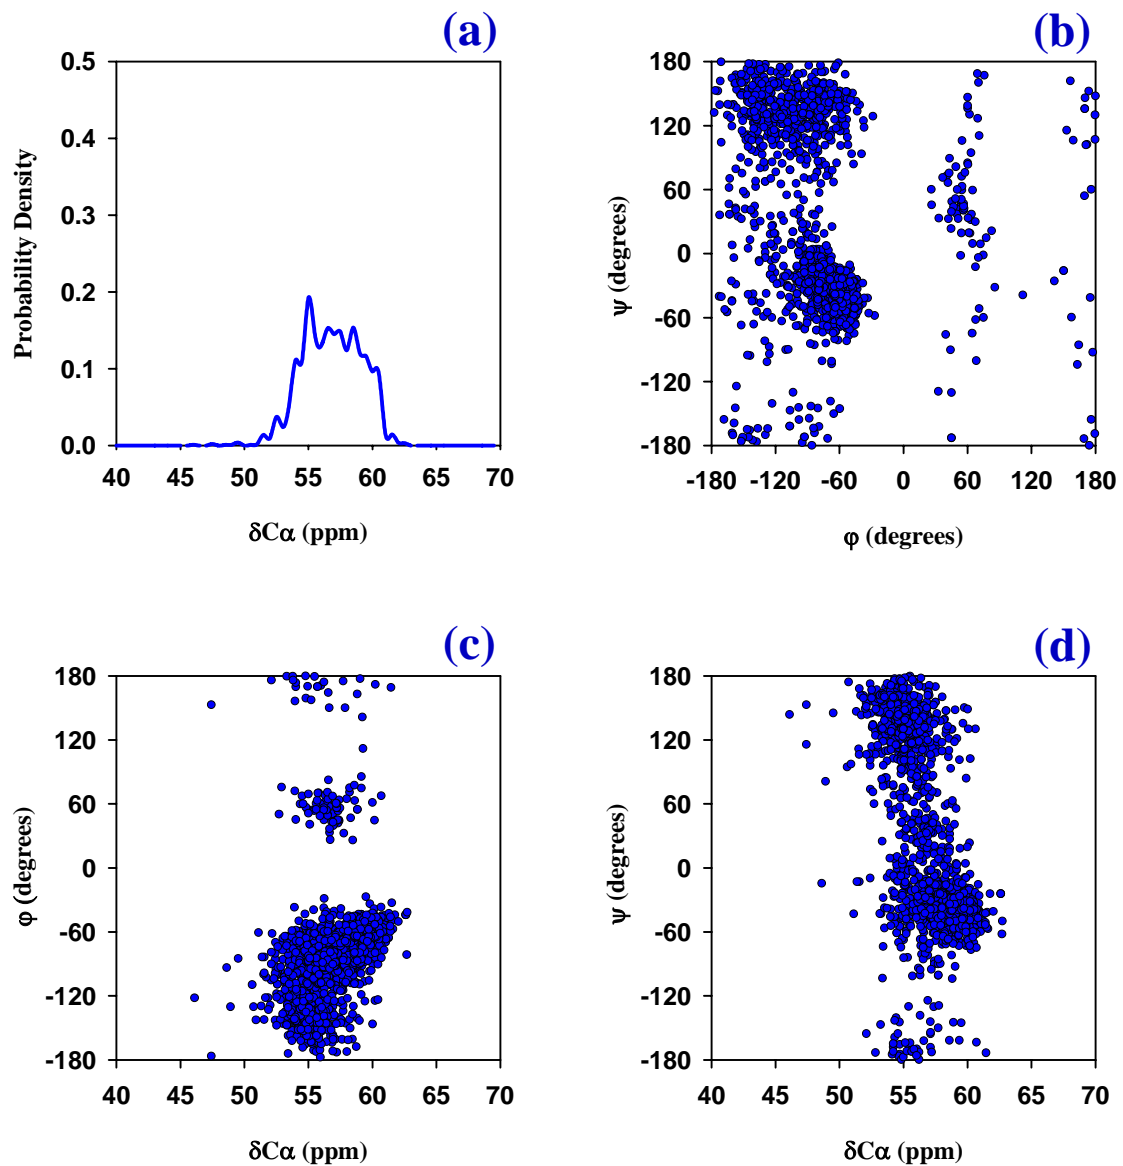 (a)
0.5
0.4
0.3
0.2
0.1
0.0
Probability Density
40 45 50 55 60 65 70
δCα (ppm)
(b)
180
120
60
0
-60
-120
-180
ψ (degrees)
-180 -120 -60 0 60 120 180
φ (degrees)
(c)
180
120
60
0
-60
-120
-180
φ (degrees)
40 45 50 55 60 65 70
δCα (ppm)
(d)
180
120
60
0
-60
-120
-180
ψ (degrees)
40 45 50 55 60 65 70
δCα (ppm)